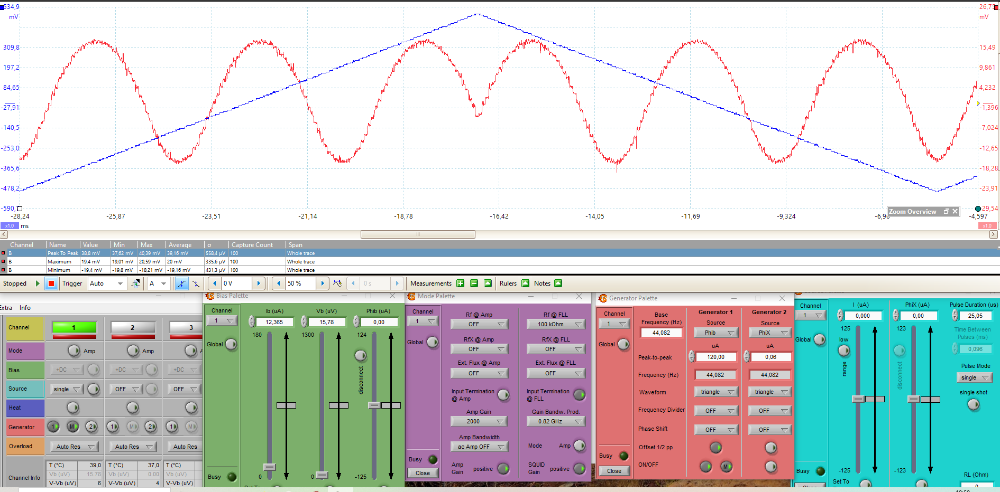 534,9 26,75
mV mV
309,8 15,49
197,2 9,861
84,65 4,232
-27,91 -1,396
-140,5 -7,024
-253,0 -12,65
-365,6 -18,28
-478,2 -23,91
-590,7 -29,54
-28,24 -25,87 -23,51 -21,14 -18,78 -16,42 -14,05 -11,69 -9,324 -4,597
Zoom Overview
x1,0 ms x1,0
Channel Name Value Min Max Average σ Capture Count Span
B Peak To Peak 38,8 mV 37,62 mV 40,39 mV 39,16 mV 558,4 µV 100 Whole trace
B Maximum 19,4 mV 19,01 mV 20,59 mV 20 mV 335,6 µV 100 Whole trace
B Minimum -19,4 mV -19,8 mV -18,21 mV -19,16 mV 431,3 µV 100 Whole trace
Stopped Trigger Auto A 0 V 50 % 0 s Measurements Rulers Notes
Extra Info
Channel 1 2 3
Mode Amp Amp
Bias +DC +DC +DC
Source single OFF OFF
Heat
Generator 1 M 2 1 M 2 1 M
Overload Auto Res Auto Res Auto Res
Channel Info
T (°C) 39,0 T (°C) 37,0 T (°C)
Vb (uV) 15.78 Vb (uV) 0.00 Vb (uV)
V-Vb (uV) 6 V-Vb (uV) 4 V-Vb (uV)
Bias Palette
Channel
1
Global
Busy
Ib (uA) Vb (uV) Phib (uA)
12,365 15,78 0,00
180 1300 124
disconnect
0 0 -125
Set To
Mode Palette
Channel
1
Global
Busy
Close
Rf @ Amp Rf @ FLL
OFF 100 kOhm
RfX @ Amp RfX @ FLL
OFF OFF
Ext. Flux @ Amp Ext. Flux @ FLL
OFF OFF
Input Termination @ Amp Input Termination @ FLL
Amp Gain Gain Bandw. Prod.
2000 0.82 GHz
Amp Bandwidth
ac Amp OFF Mode Amp
Amp Gain positive SQUID Gain positive
Generator Palette
Channel
1
Global
Busy
Close
Base Frequency (Hz)
44,082
Generator 1 Generator 2
Source Source
Phib PhiX
uA uA
Peak-to-peak 120,00 0,06
Frequency (Hz) 44,082 44,082
Waveform triangle triangle
Frequency Divider OFF OFF
Phase Shift OFF OFF
Offset 1/2 pp
ON/OFF M
Channel
1
Global
Busy
I (uA) PhiX (uA) Pulse Duration (us)
0,000 0,00 25,05
125 123 Time Between
low Pulses (ms)
0,096
range disconnect
Pulse Mode
single
single shot
-125 -123
RL (Ohm)
Set To